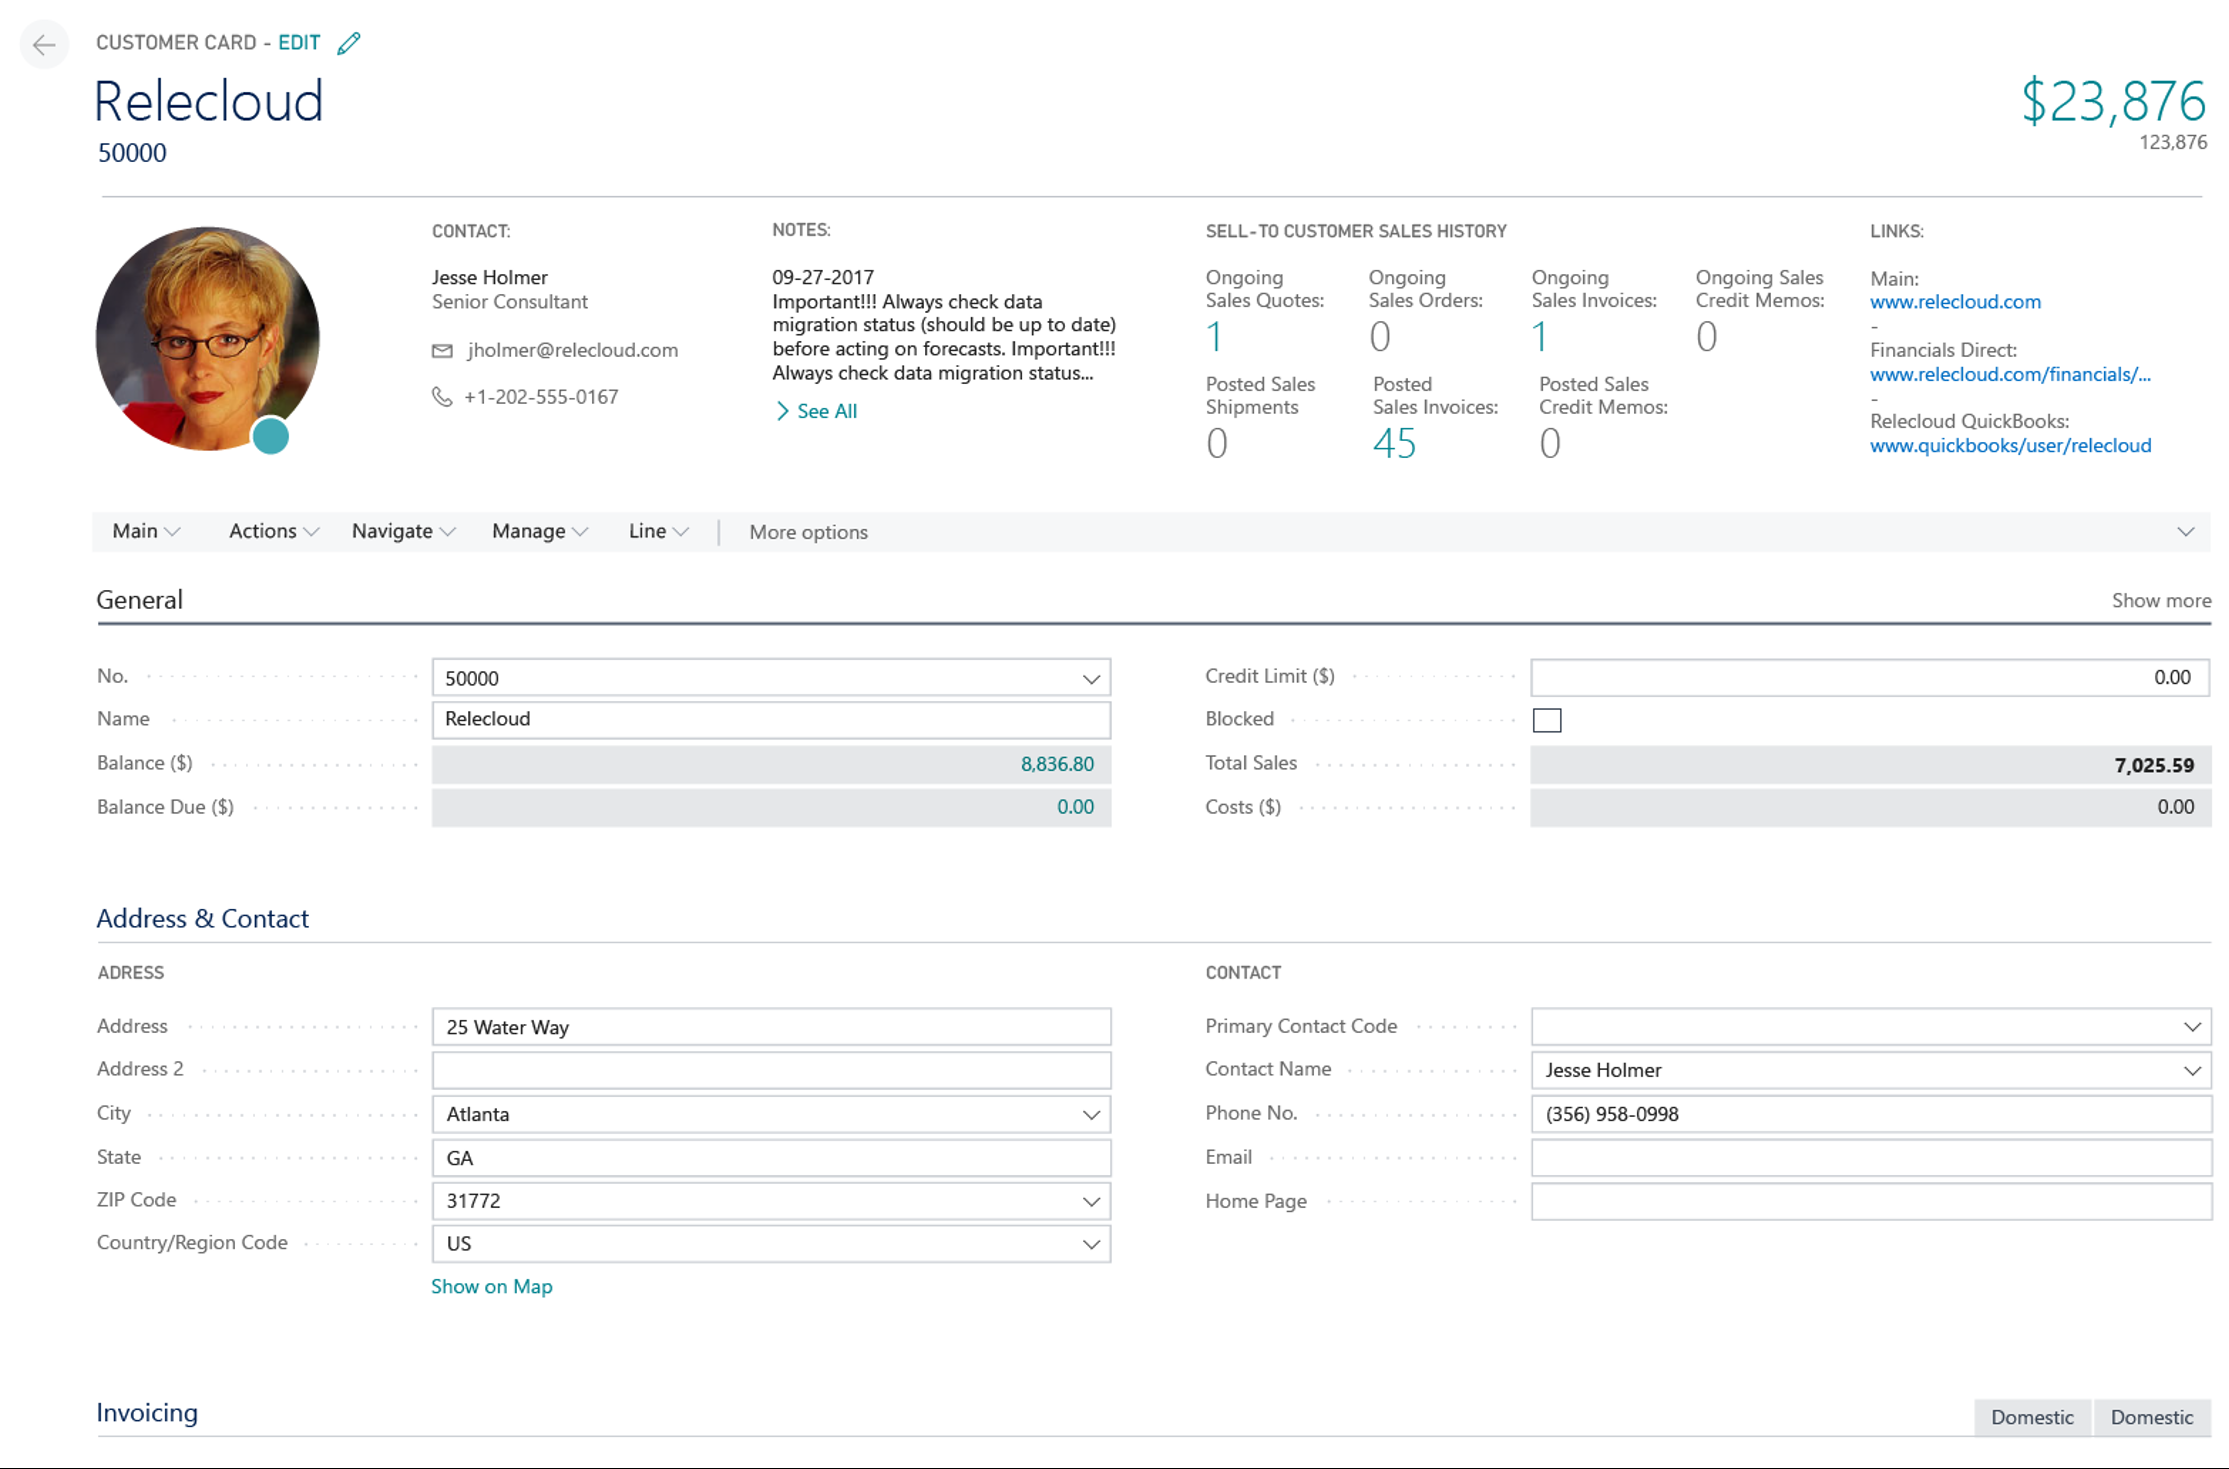 CUSTOMER CARD - EDIT
Relecloud
50000
$23,876
123,876
CONTACT:
Jesse Holmer
Senior Consultant
jholmer@relecloud.com
+1-202-555-0167
NOTES:
09-27-2017
Important!!! Always check data
migration status (should be up to date)
before acting on forecasts. Important!!!
Always check data migration status...
See All
SELL-TO CUSTOMER SALES HISTORY
Ongoing
Sales Quotes:
1
Ongoing
Sales Orders:
0
Ongoing
Sales Invoices:
1
Ongoing Sales
Credit Memos:
0
Posted Sales
Shipments
0
Posted
Sales Invoices:
45
Posted Sales
Credit Memos:
0
LINKS:
Main:
www.relecloud.com
-
Financials Direct:
www.relecloud.com/financials/...
-
Relecloud QuickBooks:
www.quickbooks/user/relecloud
Main Actions Navigate Manage Line | More options
General Show more
No. 50000
Name Relecloud
Balance ($) 8,836.80
Balance Due ($) 0.00
Credit Limit ($) 0.00
Blocked
Total Sales 7,025.59
Costs ($) 0.00
Address & Contact
ADRESS
Address 25 Water Way
Address 2
City Atlanta
State GA
ZIP Code 31772
Country/Region Code US
Show on Map
CONTACT
Primary Contact Code
Contact Name Jesse Holmer
Phone No. (356) 958-0998
Email
Home Page
Invoicing Domestic Domestic